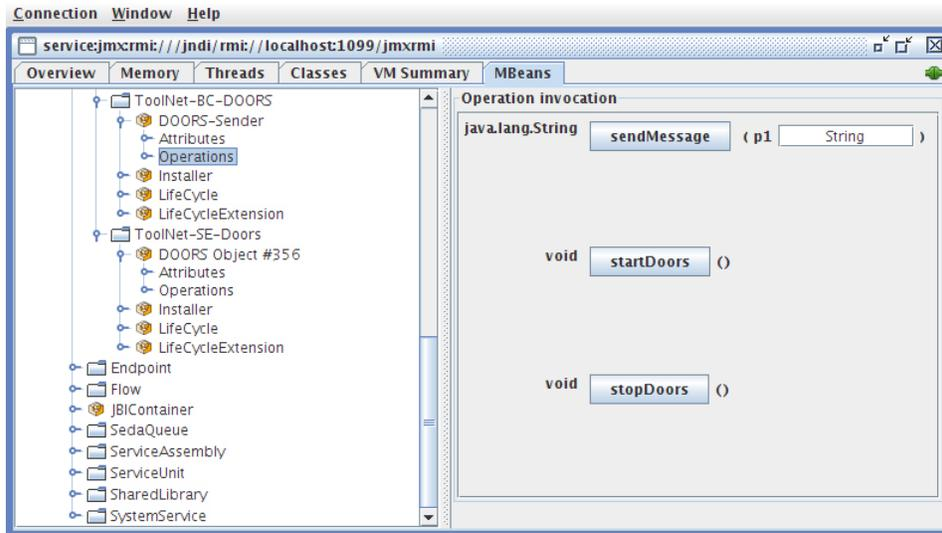 Connection Window Help
service:jmx:rmi:///jndi/rmi://localhost:1099/jmxrmi
Overview Memory Threads Classes VM Summary MBeans
ToolNet-BC-DOORS
DOORS-Sender
Attributes
Operations
Installer
LifeCycle
LifeCycleExtension
ToolNet-SE-Doors
DOORS Object #356
Attributes
Operations
Installer
LifeCycle
LifeCycleExtension
Endpoint
Flow
JBIContainer
SedaQueue
ServiceAssembly
ServiceUnit
SharedLibrary
SystemService
Operation invocation
java.lang.String sendMessage ( p1 String )
void startDoors ()
void stopDoors ()